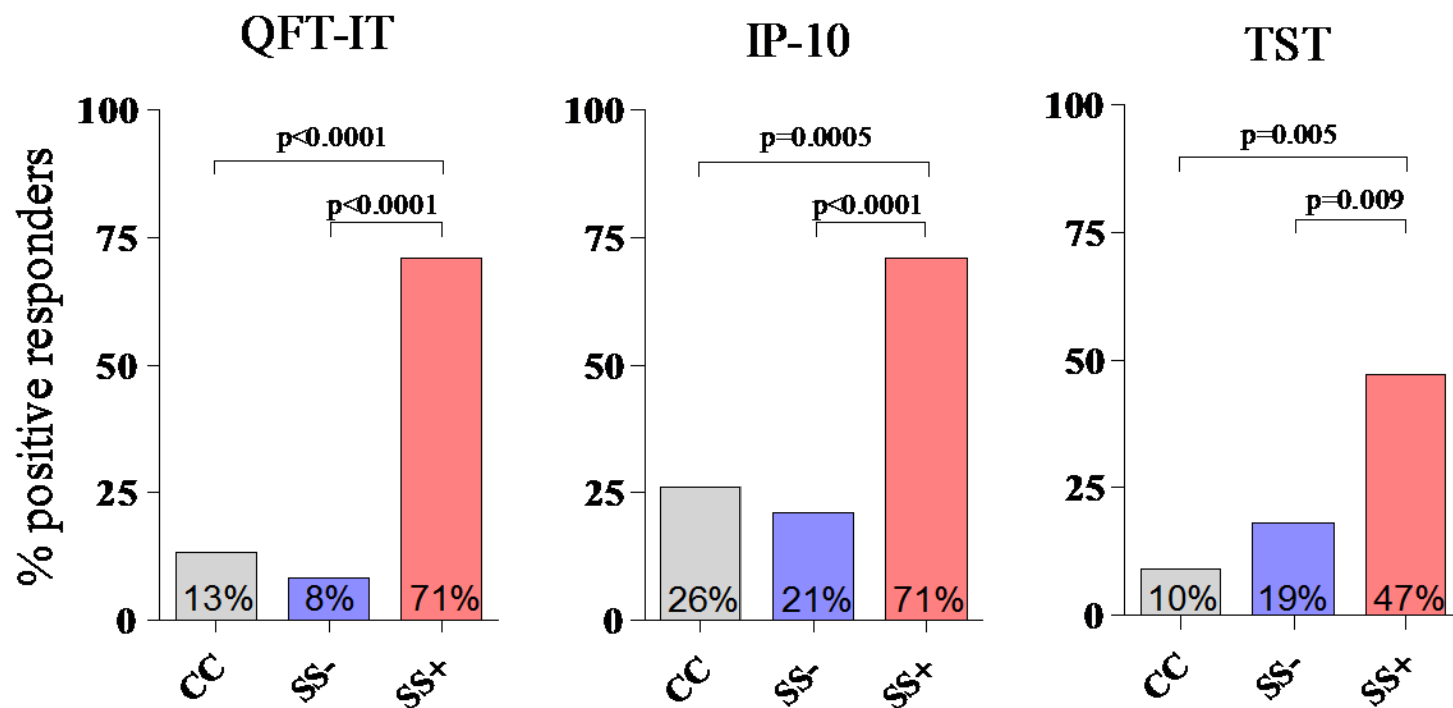 QFT-IT
% positive responders
100
75
50
25
0
p<0.0001
p<0.0001
13%
8%
71%
CC
SS-
SS+
IP-10
100
75
50
25
0
p=0.0005
p<0.0001
26%
21%
71%
CC
SS-
SS+
TST
100
75
50
25
0
p=0.005
p=0.009
10%
19%
47%
CC
SS-
SS+